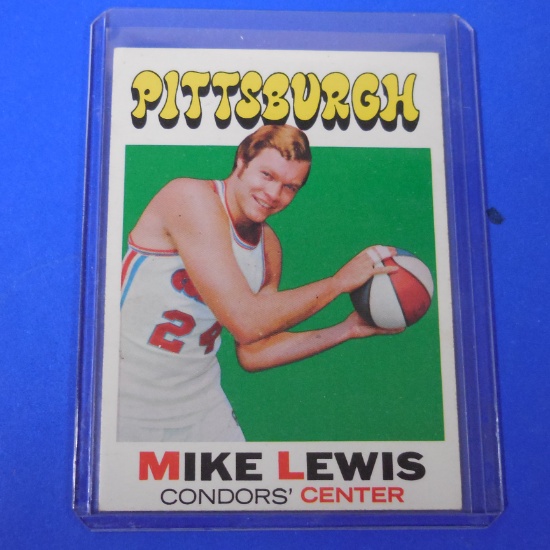 PITTSBURGH
24
MIKE LEWIS
CONDORS' CENTER